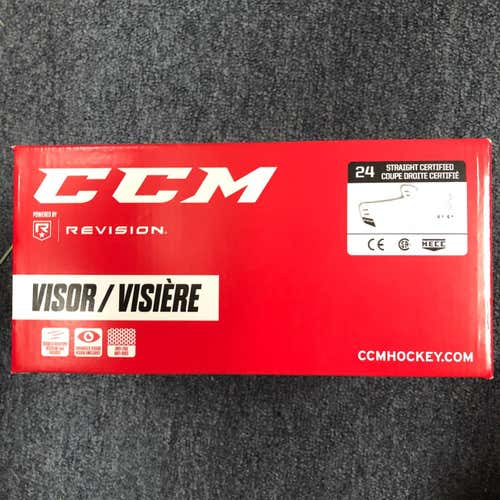 CCM
POWERED BY
R REVISION.
VISOR / VISIÈRE
24 STRAIGHT CERTIFIED
COUPE DROITE CERTIFIÉ
CE
HECC
CCMHOCKEY.COM